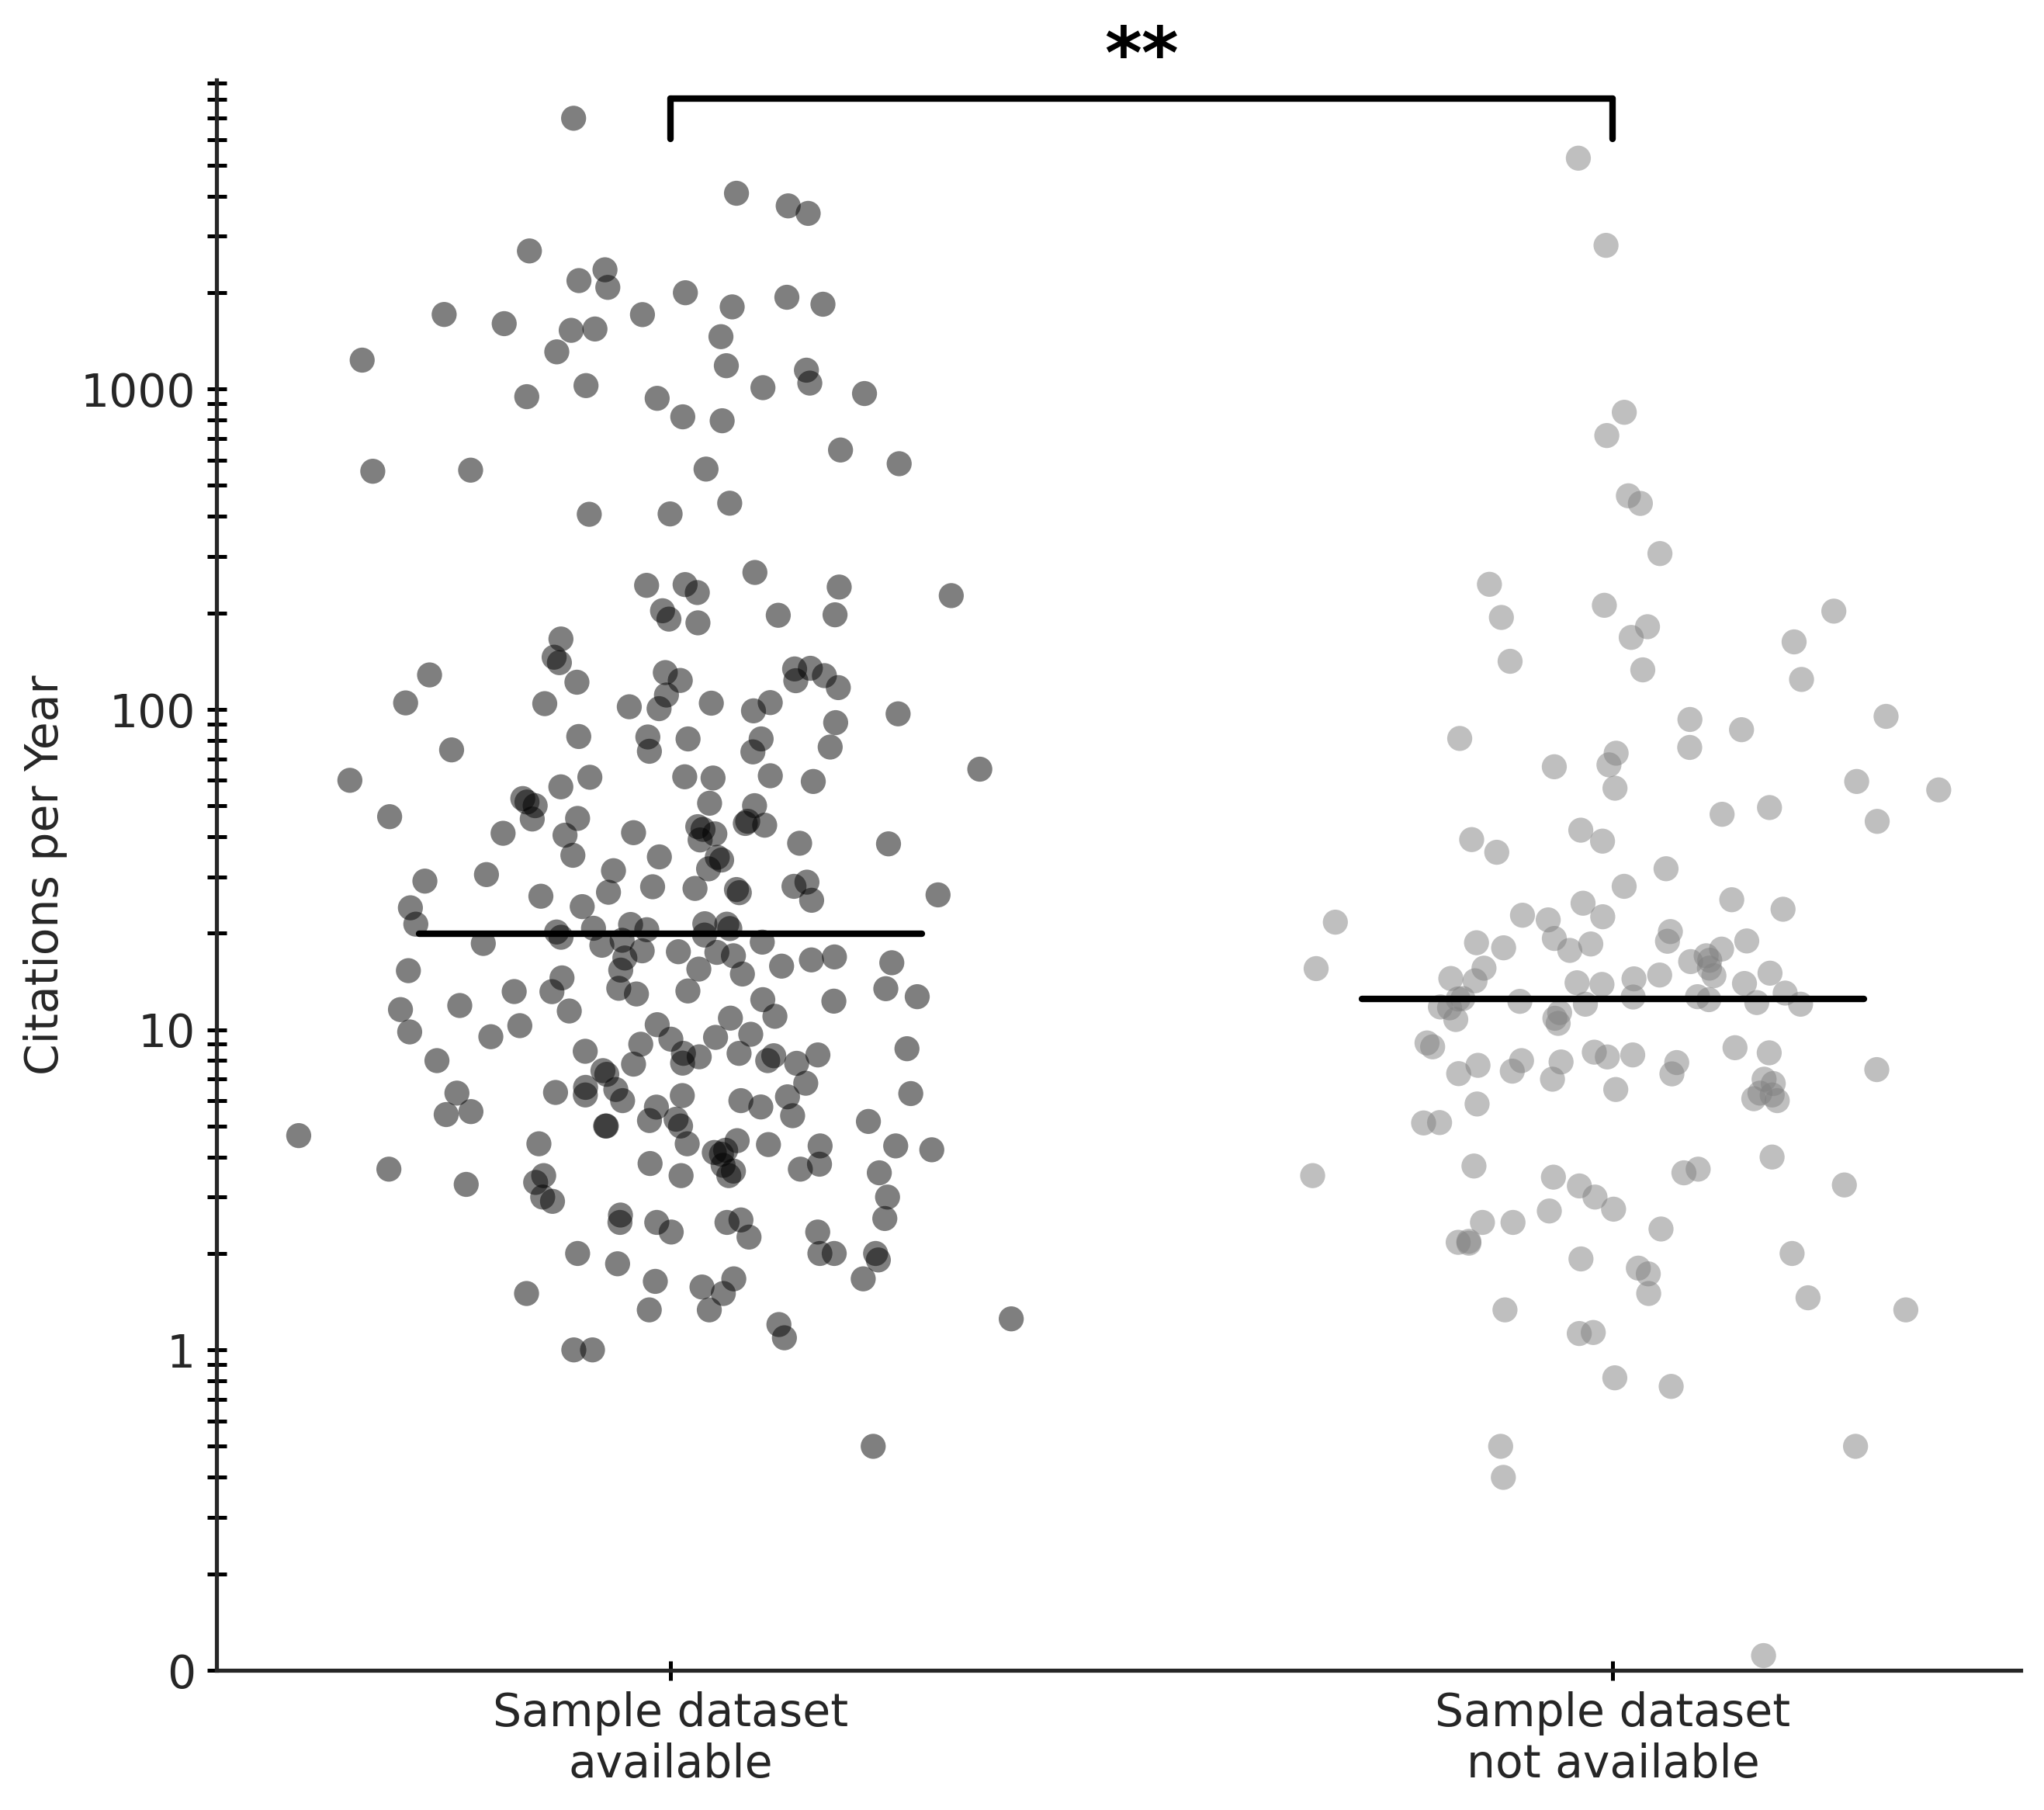 **
Citations per Year
1000
100
10
1
0
Sample dataset
available
Sample dataset
not available